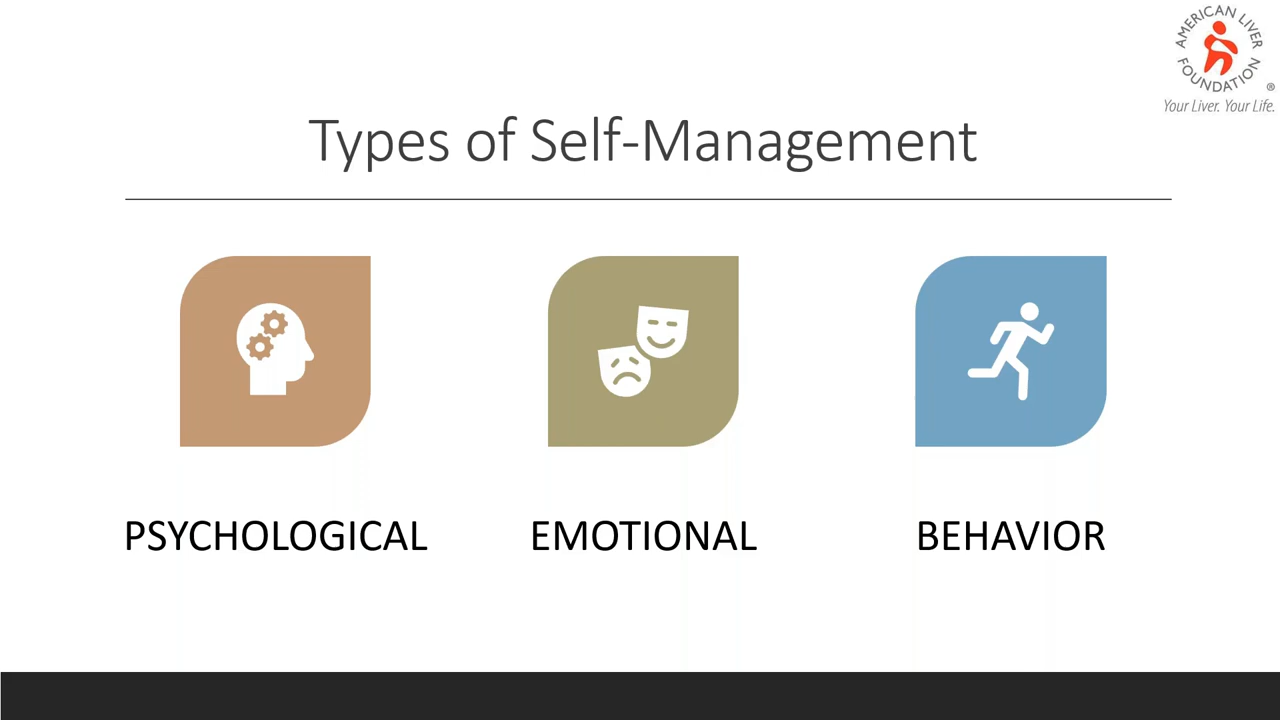 AMERICAN LIVER FOUNDATION
®
Your Liver. Your Life.
Types of Self-Management
PSYCHOLOGICAL
EMOTIONAL
BEHAVIOR